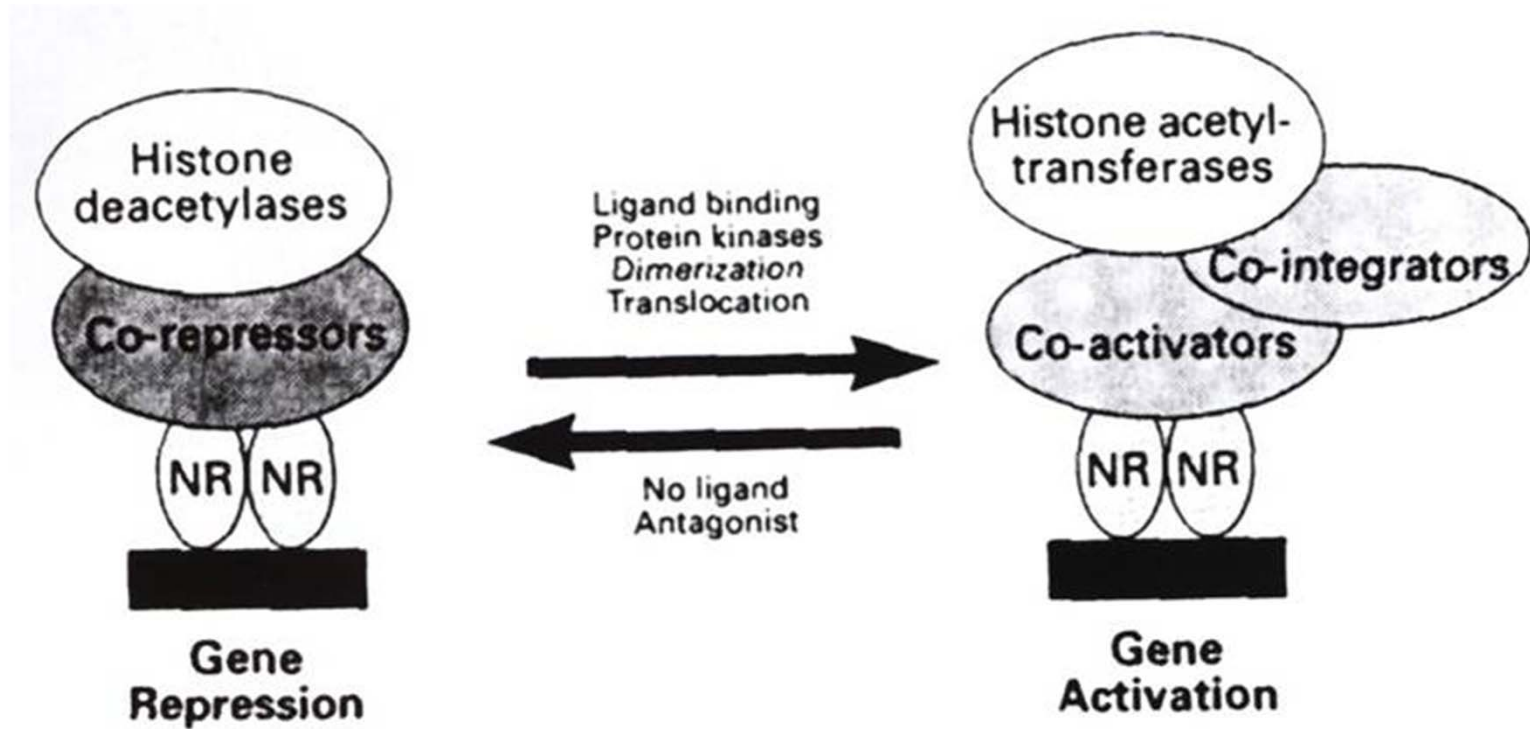 Histone
deacetylases
Co-repressors
NR NR
Gene
Repression
Ligand binding
Protein kinases
Dimerization
Translocation
No ligand
Antagonist
Histone acetyl-
transferases
Co-integrators
Co-activators
NR NR
Gene
Activation